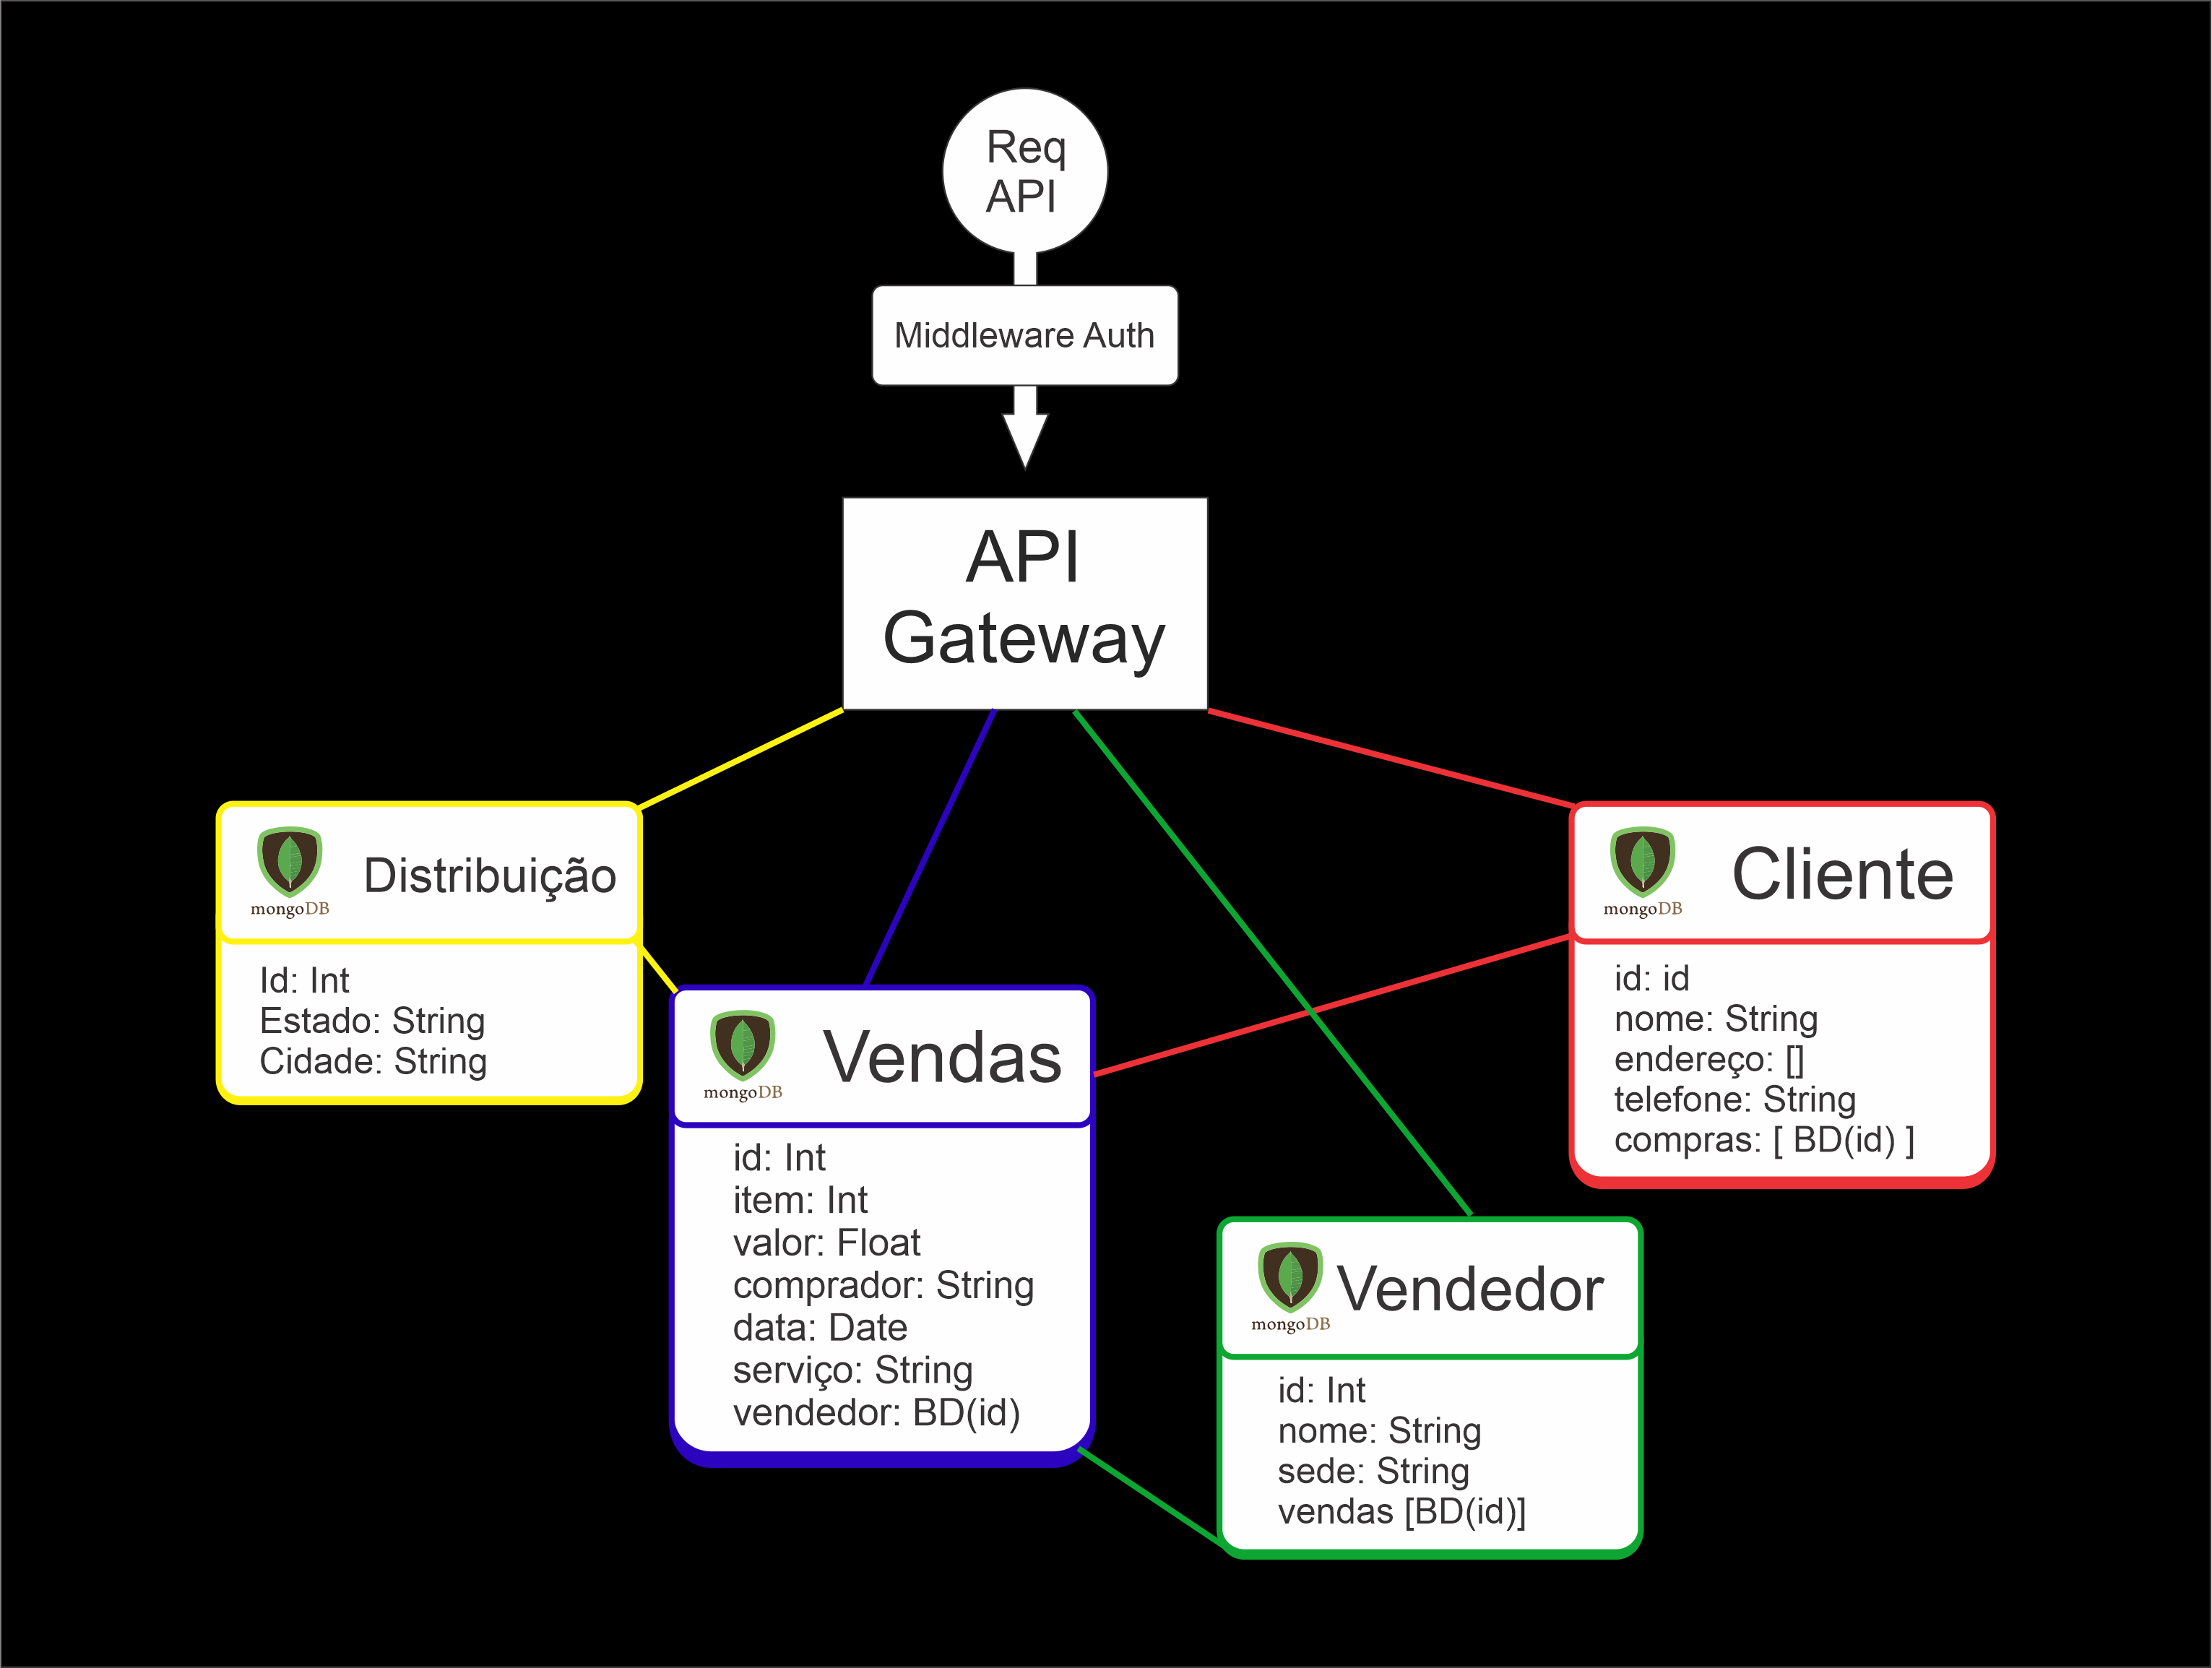 Req
API
Middleware Auth
API
Gateway
mongoDB
Distribuição
Id: Int
Estado: String
Cidade: String
mongoDB
Vendas
id: Int
item: Int
valor: Float
comprador: String
data: Date
serviço: String
vendedor: BD(id)
mongoDB
Cliente
id: id
nome: String
endereço: []
telefone: String
compras: [ BD(id) ]
mongoDB
Vendedor
id: Int
nome: String
sede: String
vendas [BD(id)]